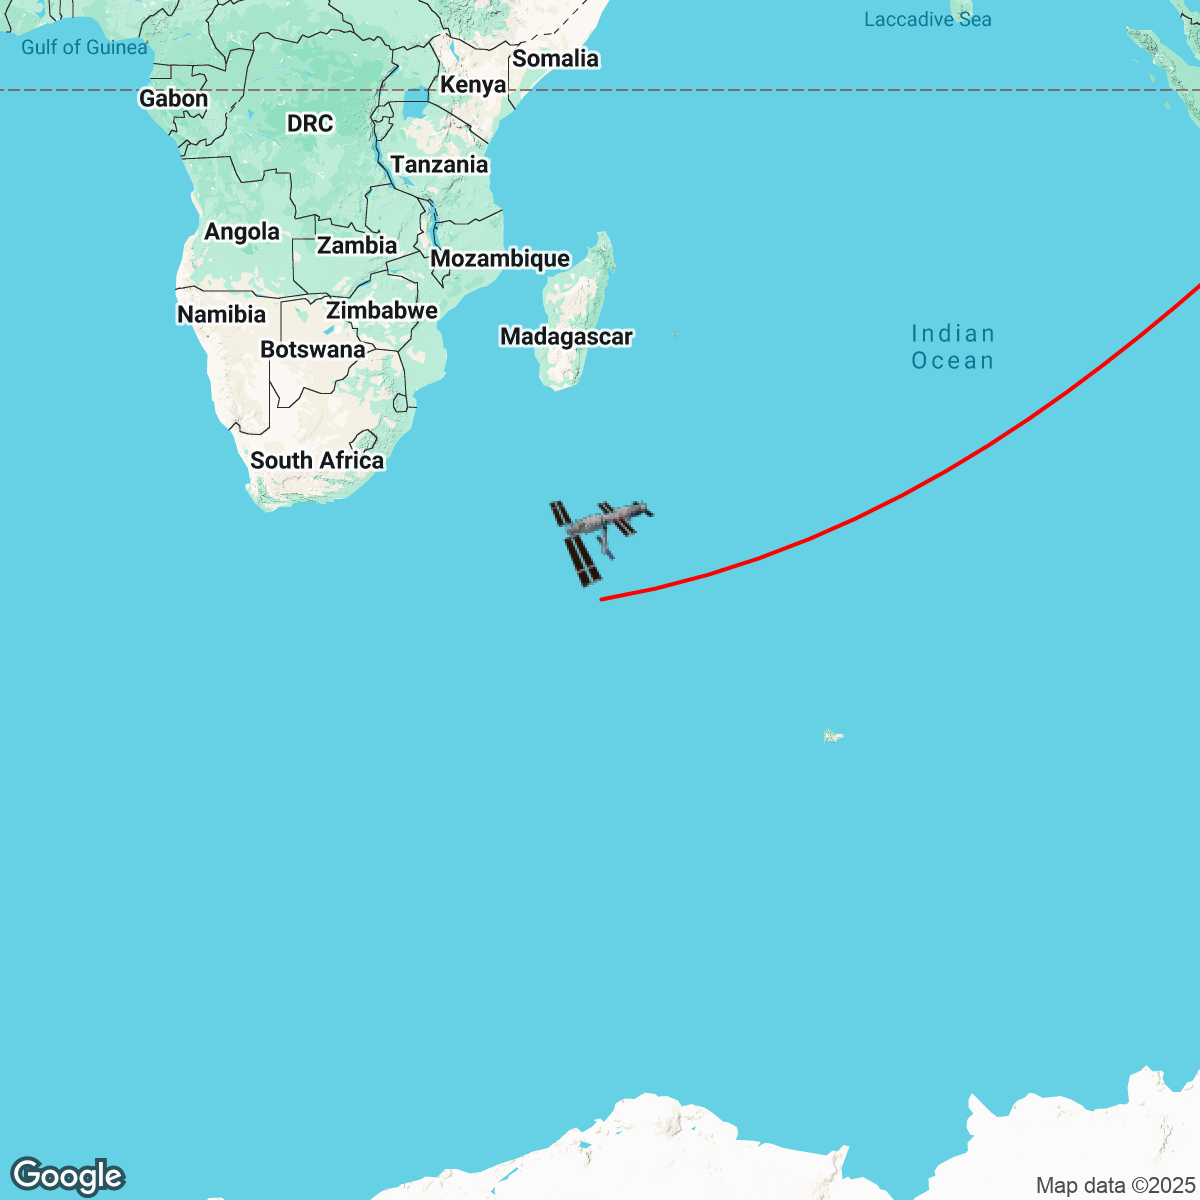 Laccadive Sea
Gulf of Guinea
Somalia
Kenya
Gabon
DRC
Tanzania
Angola
Zambia
Mozambique
Namibia
Zimbabwe
Madagascar
Botswana
Indian
Ocean
South Africa
Google
Map data ©2025